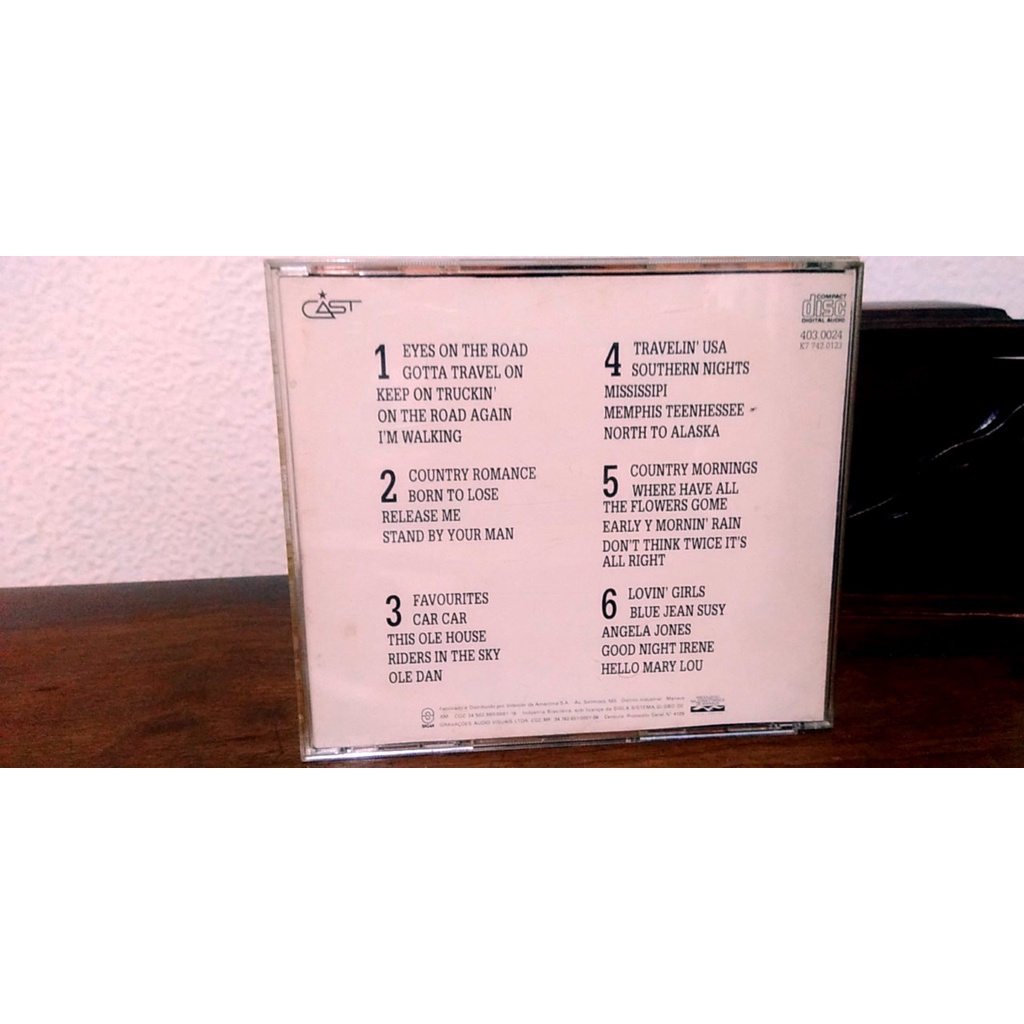 CAST
COMPACT
disc
DIGITAL AUDIO
403.0024
1 EYES ON THE ROAD
GOTTA TRAVEL ON
KEEP ON TRUCKIN'
ON THE ROAD AGAIN
I'M WALKING
2 COUNTRY ROMANCE
BORN TO LOSE
RELEASE ME
STAND BY YOUR MAN
3 FAVOURITES
CAR CAR
THIS OLE HOUSE
RIDERS IN THE SKY
OLE DAN
4 TRAVELIN' USA
SOUTHERN NIGHTS
MISSISSIPI
MEMPHIS TEENHESSEE
NORTH TO ALASKA
5 COUNTRY MORNINGS
WHERE HAVE ALL
THE FLOWERS GOME
EARLY Y MORNIN' RAIN
DON'T THINK TWICE IT'S
ALL RIGHT
6 LOVIN' GIRLS
BLUE JEAN SUSY
ANGELA JONES
GOOD NIGHT IRENE
HELLO MARY LOU